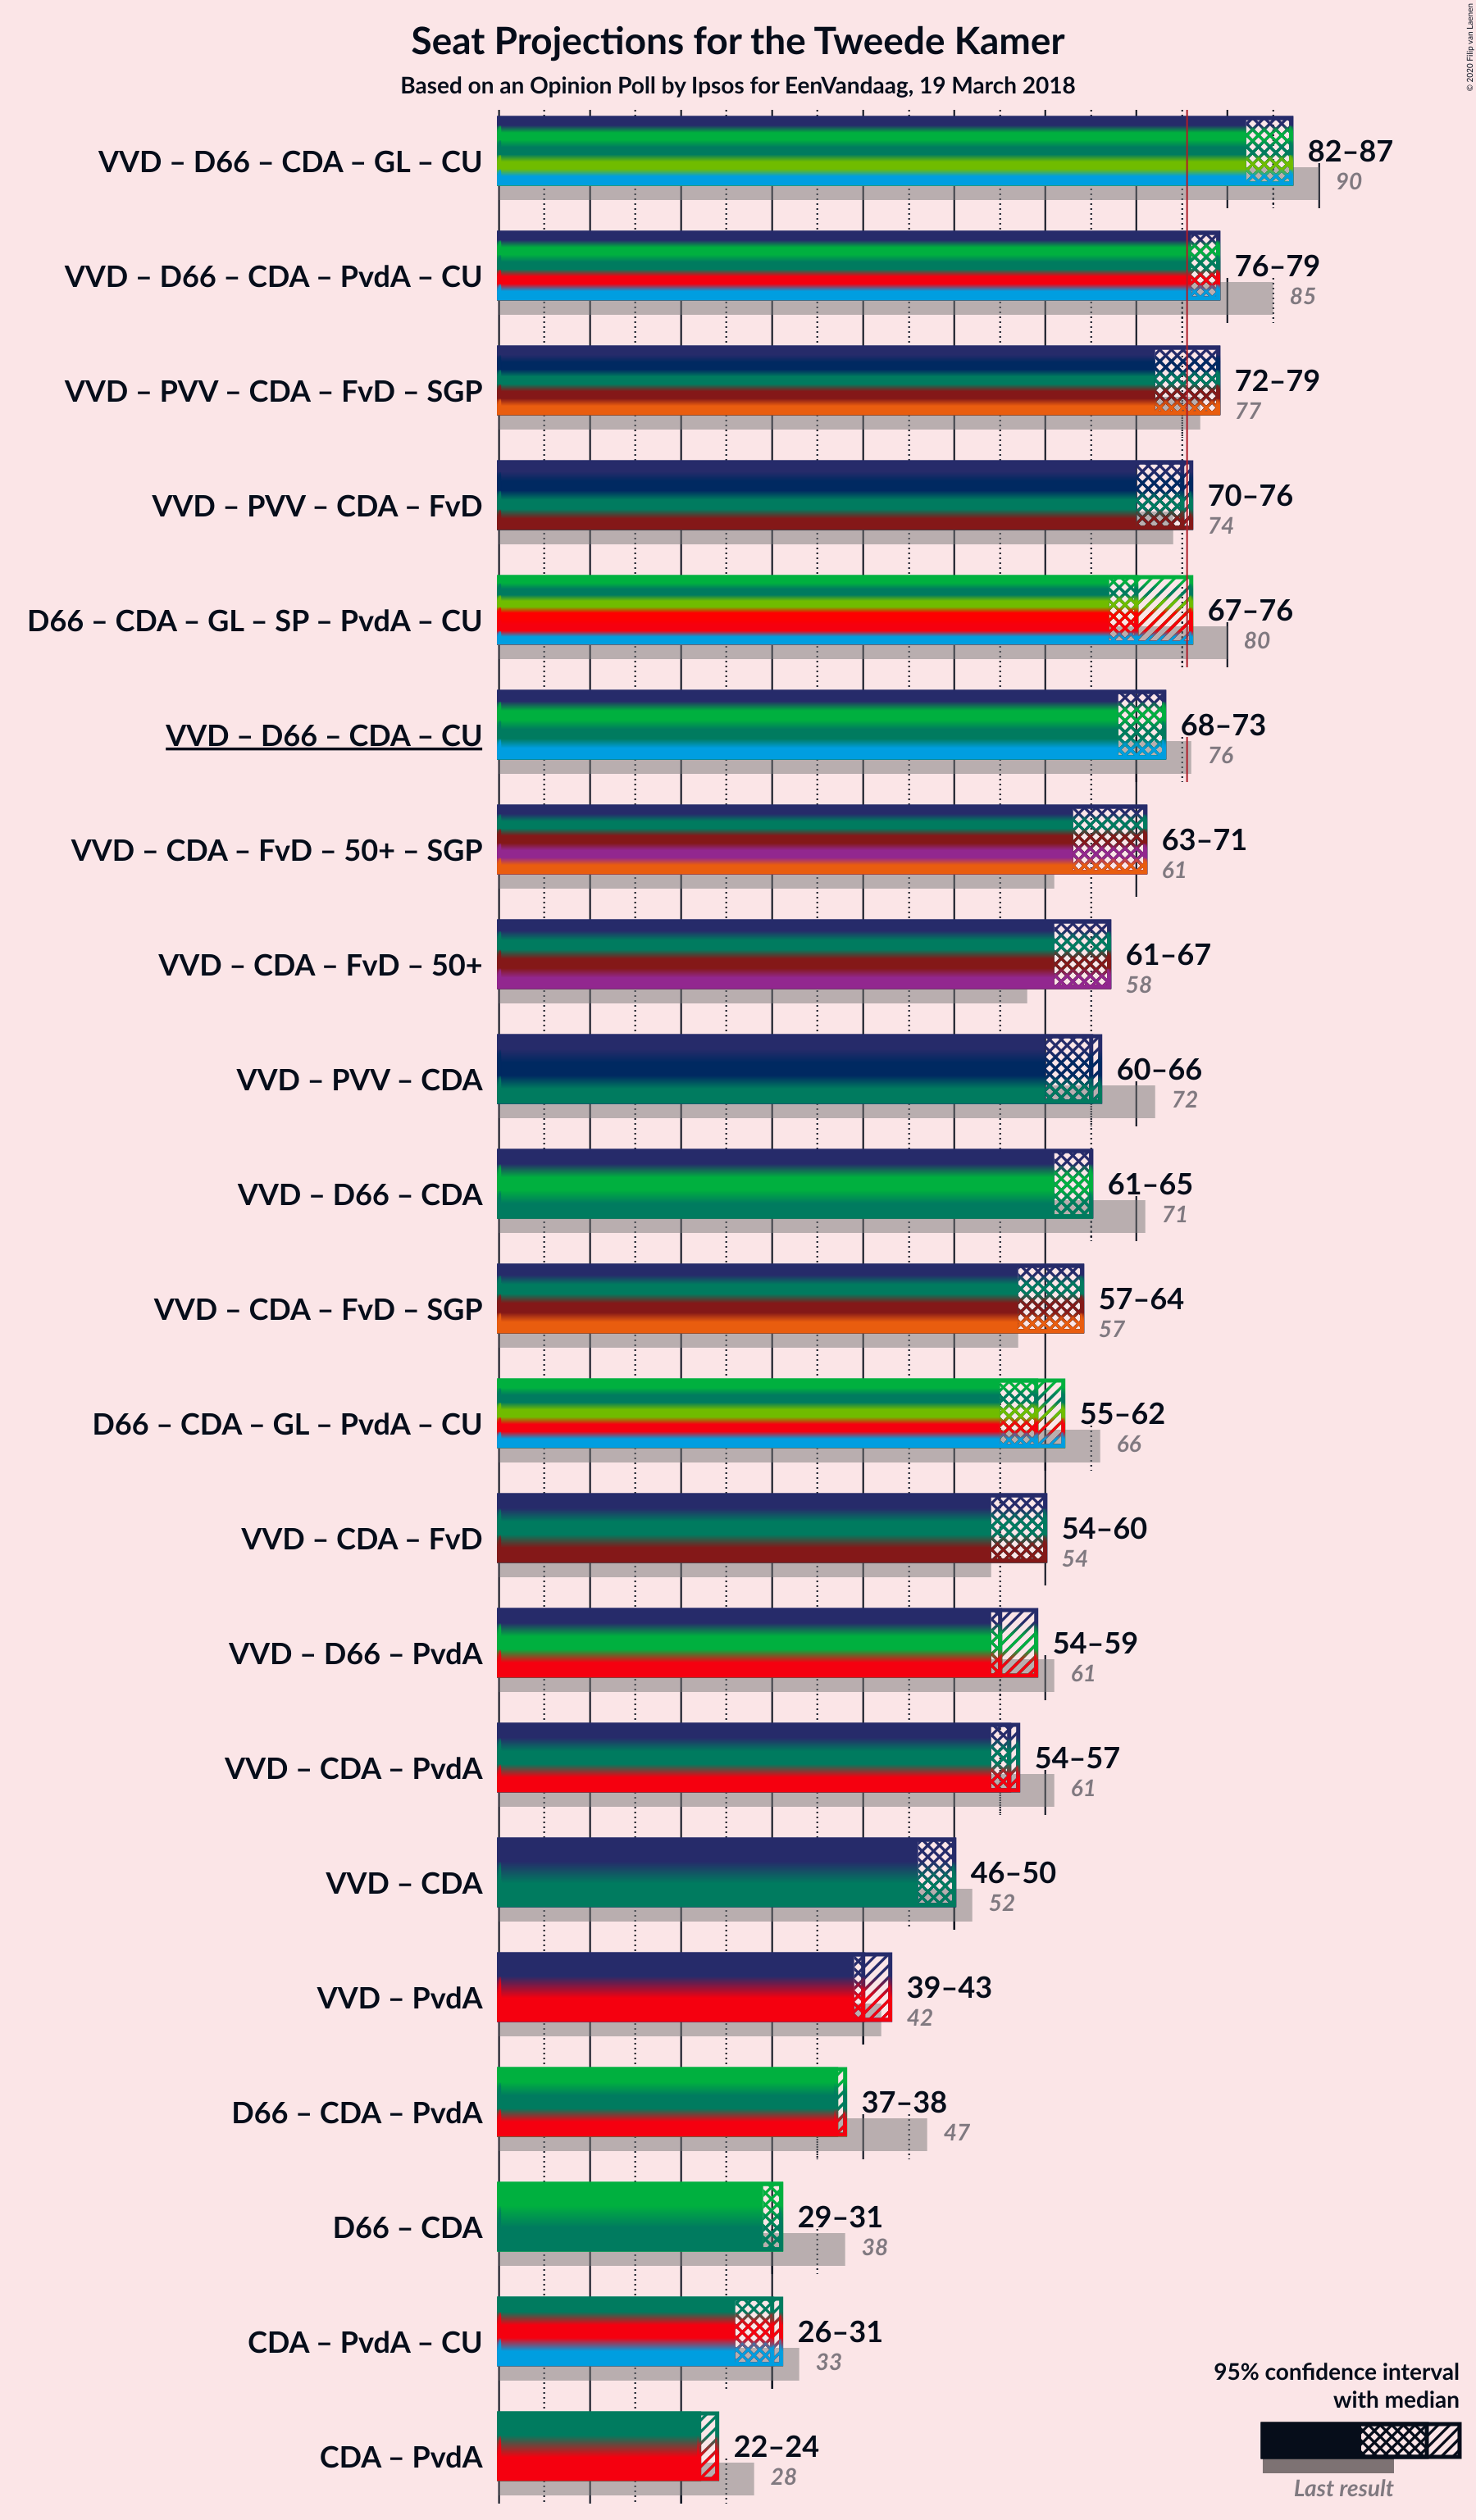 Seat Projections for the Tweede Kamer
Based on an Opinion Poll by Ipsos for EenVandaag, 19 March 2018
© 2020 Filip van Laenen
VVD – D66 – CDA – GL – CU
82–87
90
VVD – D66 – CDA – PvdA – CU
76–79
85
VVD – PVV – CDA – FvD – SGP
72–79
77
VVD – PVV – CDA – FvD
70–76
74
D66 – CDA – GL – SP – PvdA – CU
67–76
80
VVD – D66 – CDA – CU
68–73
76
VVD – CDA – FvD – 50+ – SGP
63–71
61
VVD – CDA – FvD – 50+
61–67
58
VVD – PVV – CDA
60–66
72
VVD – D66 – CDA
61–65
71
VVD – CDA – FvD – SGP
57–64
57
D66 – CDA – GL – PvdA – CU
55–62
66
VVD – CDA – FvD
54–60
54
VVD – D66 – PvdA
54–59
61
VVD – CDA – PvdA
54–57
61
VVD – CDA
46–50
52
VVD – PvdA
39–43
42
D66 – CDA – PvdA
37–38
47
D66 – CDA
29–31
38
CDA – PvdA – CU
26–31
33
CDA – PvdA
22–24
28
95% confidence interval
with median
Last result